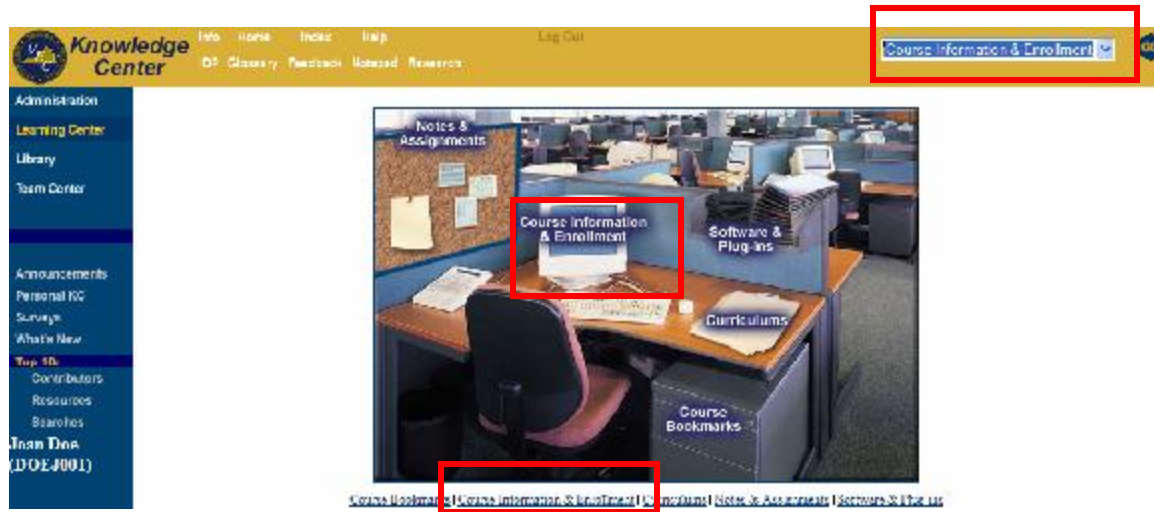 Knowledge
Center
Info Home Index Help Log Out
Glossary Feedback Notepad Research
Course Information & Enrollment
Administration
Learning Center
Library
Team Center
Announcements
Personal KC
Surveys
What's New
Top 10:
Contributors
Resources
Searches
Joan Doe
(DOEJ001)
Notes &
Assignments
Course Information
& Enrollment
Software &
Plug-Ins
Curriculums
Course
Bookmarks
Course Bookmarks | Course Information & Enrollment | Curriculums | Notes & Assignments | Software & Plug-ins